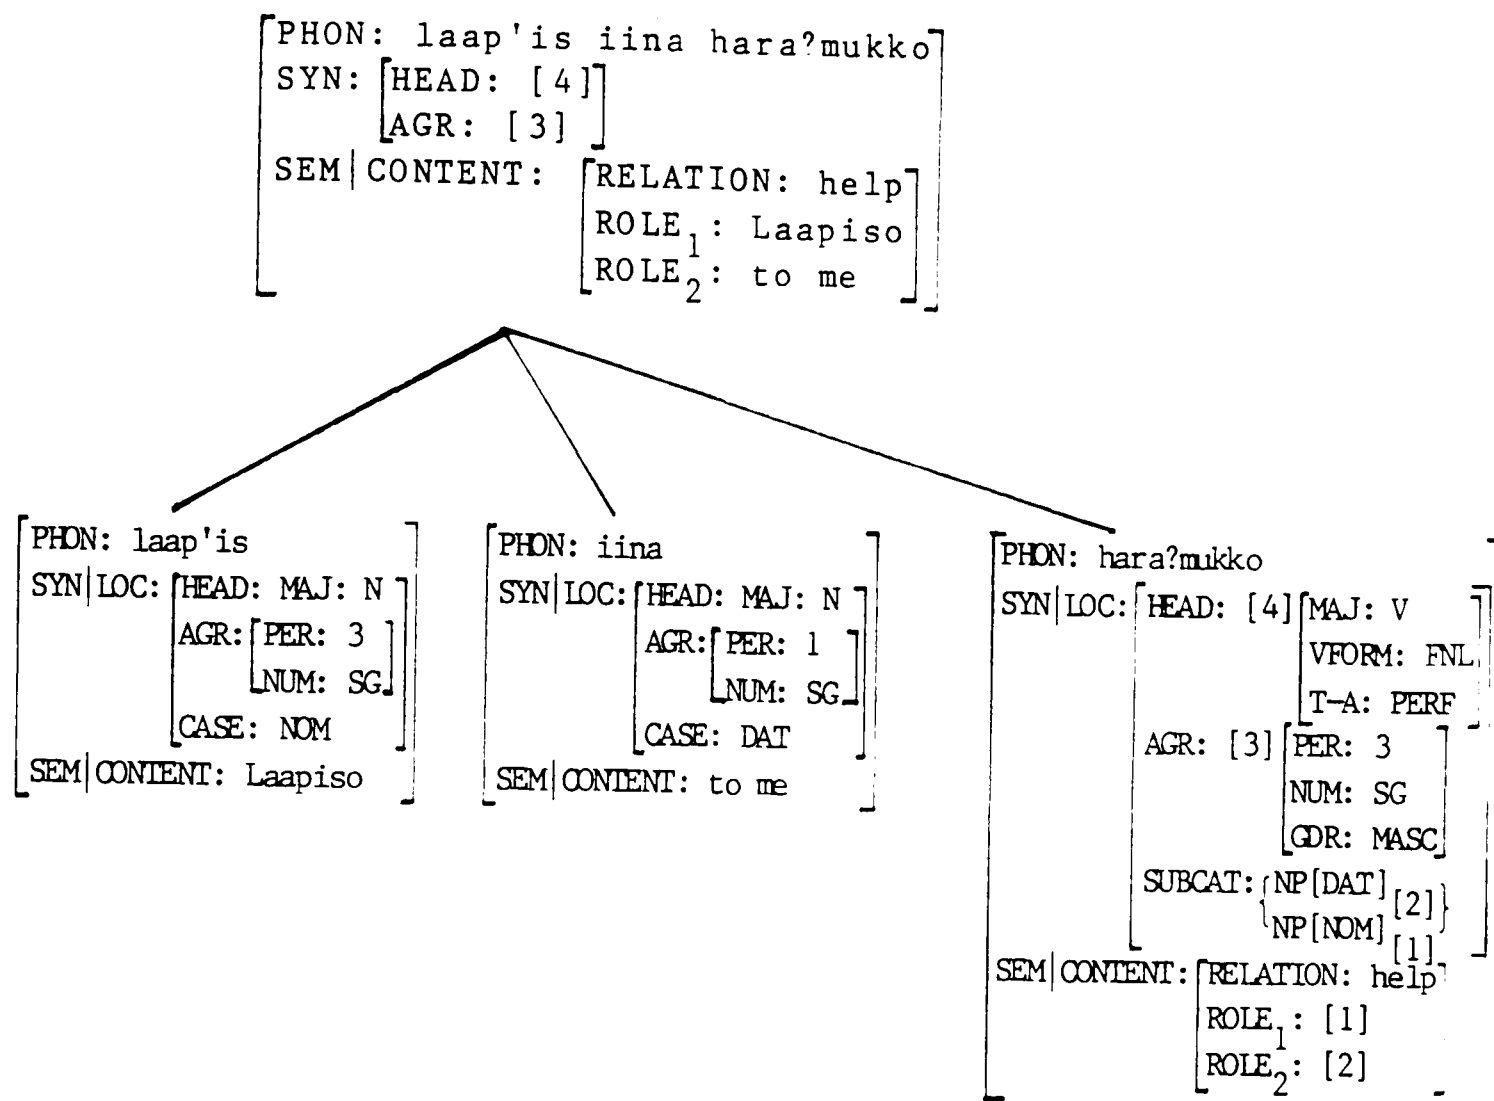 PHON: laap'is iina hara?mukko
SYN: HEAD: [4]
AGR: [3]
SEM|CONTENT: RELATION: help
ROLE1: Laapiso
ROLE2: to me
PHON: laap'is
SYN|LOC: HEAD: MAJ: N
AGR: PER: 3
NUM: SG
CASE: NOM
SEM|CONTENT: Laapiso
PHON: iina
SYN|LOC: HEAD: MAJ: N
AGR: PER: 1
NUM: SG
CASE: DAT
SEM|CONTENT: to me
PHON: hara?mukko
SYN|LOC: HEAD: [4] MAJ: V
VFORM: FNL
T-A: PERF
AGR: [3] PER: 3
NUM: SG
GDR: MASC
SUBCAT: {NP[DAT] [2]
NP[NOM] [1]}
SEM|CONTENT: RELATION: help
ROLE1: [1]
ROLE2: [2]